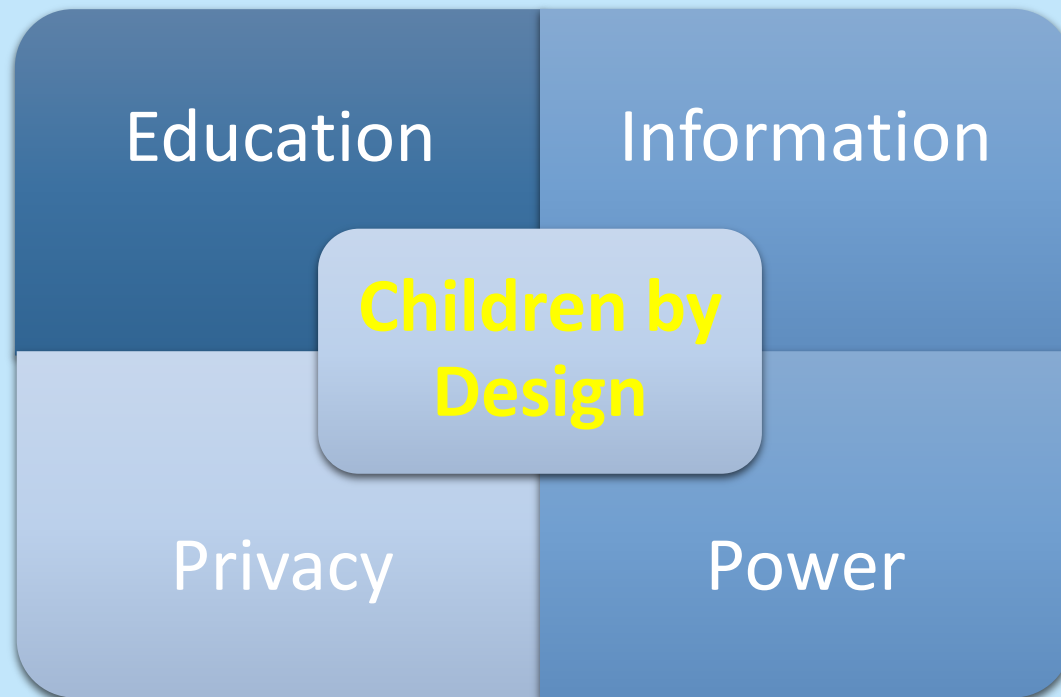 Education
Information
Children by
Design
Privacy
Power